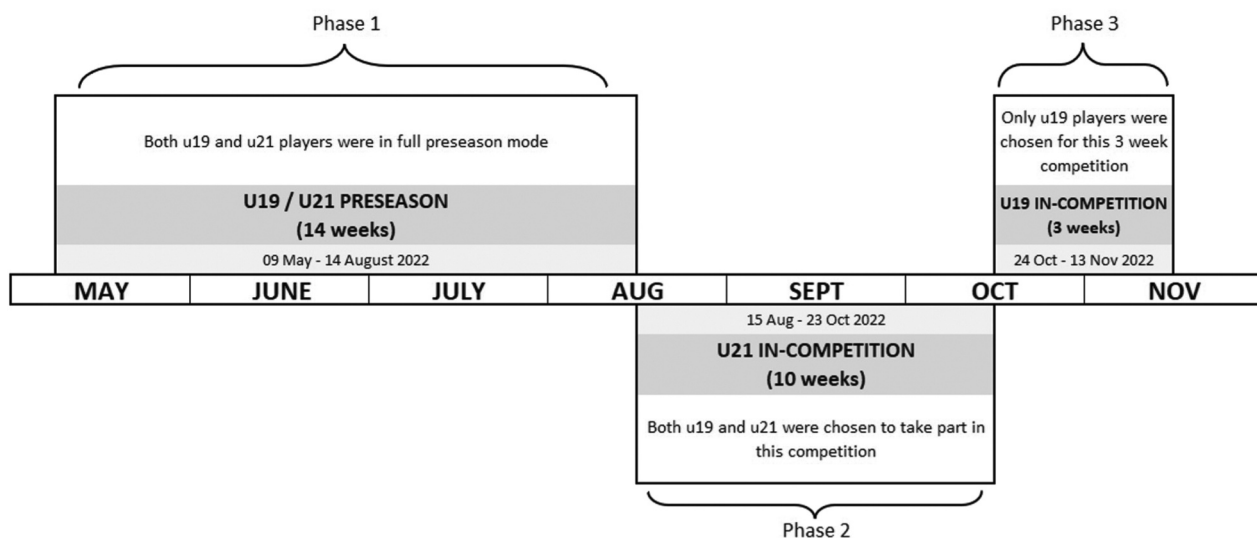 Phase 1
Phase 3
Both u19 and u21 players were in full preseason mode
Only u19 players were
chosen for this 3 week
competition
U19 / U21 PRESEASON
(14 weeks)
U19 IN-COMPETITION
(3 weeks)
09 May - 14 August 2022
24 Oct - 13 Nov 2022
MAY JUNE JULY AUG SEPT OCT NOV
15 Aug - 23 Oct 2022
U21 IN-COMPETITION
(10 weeks)
Both u19 and u21 were chosen to take part in
this competition
Phase 2